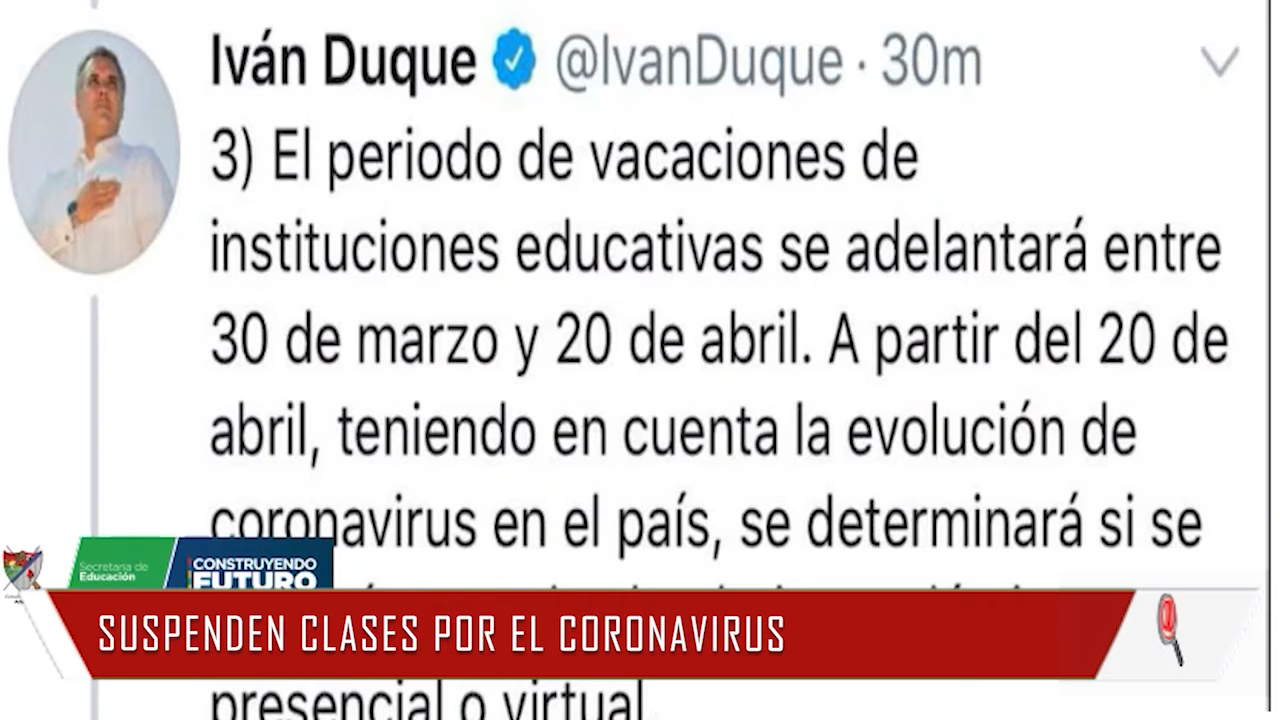 Iván Duque @IvanDuque · 30m
3) El periodo de vacaciones de
instituciones educativas se adelantará entre
30 de marzo y 20 de abril. A partir del 20 de
abril, teniendo en cuenta la evolución de
coronavirus en el país, se determinará si se
Secretaría de
Educación
CONSTRUYENDO
FUTURO
SUSPENDEN CLASES POR EL CORONAVIRUS
presencial o virtual.